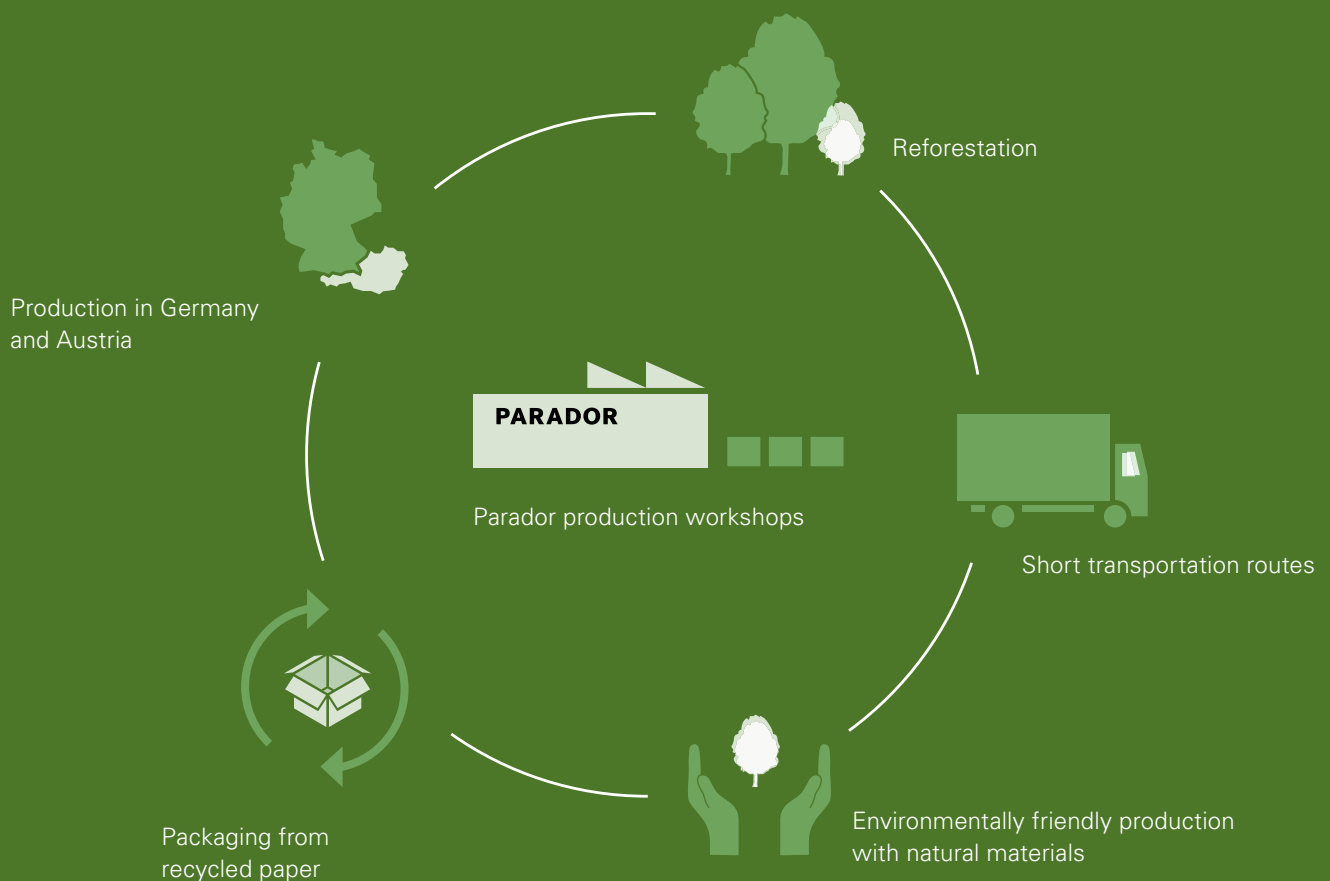 Reforestation
Production in Germany
and Austria
PARADOR
Parador production workshops
Short transportation routes
Environmentally friendly production
with natural materials
Packaging from
recycled paper